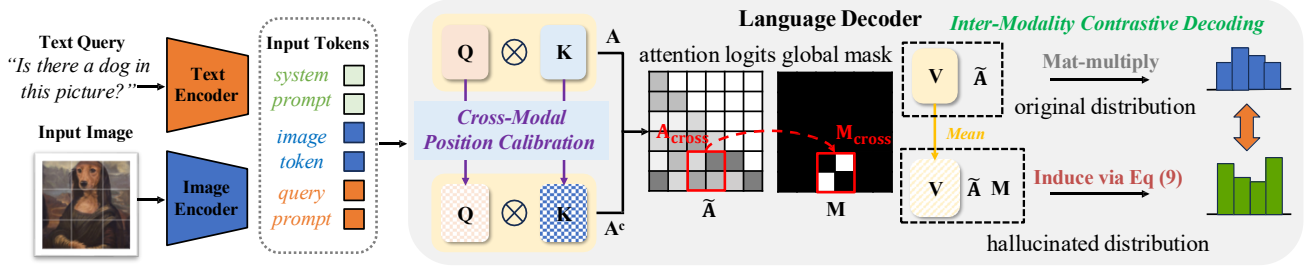 Text Query
“Is there a dog in
this picture?”
Text
Encoder
Input Image
Image
Encoder
Input Tokens
system
prompt
image
token
query
prompt
Language Decoder
Inter-Modality Contrastive Decoding
Q ⊗ K
A
Cross-Modal
Position Calibration
Q ⊗ K
Aᶜ
attention logits global mask
A_cross
M_cross
Ã
M
V Ã
Mat-multiply
original distribution
Mean
V Ã M
Induce via Eq (9)
hallucinated distribution